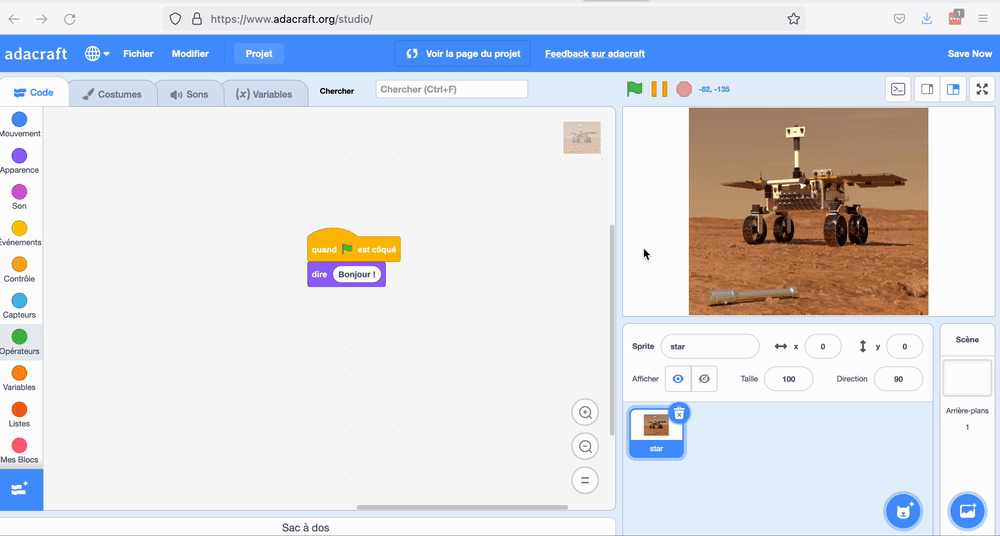 https://www.adacraft.org/studio/
1
adacraft Fichier Modifier Projet Voir la page du projet Feedback sur adacraft Save Now
Code Costumes Sons (x) Variables Chercher Chercher (Ctrl+F) -82, -135
Mouvement
Apparence
Son
Événements
Contrôle
Capteurs
Opérateurs
Variables
Listes
Mes Blocs
quand est cliqué
dire Bonjour !
Sprite star x 0 y 0
Afficher Taille 100 Direction 90
star
Scène
Arrière-plans
1
Sac à dos